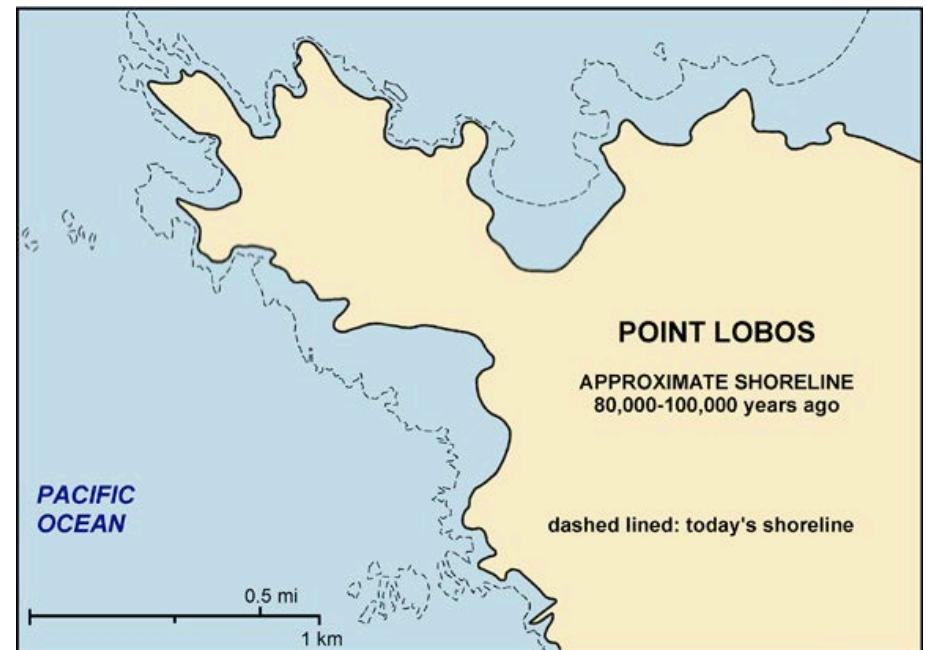 POINT LOBOS
APPROXIMATE SHORELINE
80,000-100,000 years ago
PACIFIC
OCEAN
dashed lined: today's shoreline
0.5 mi
1 km